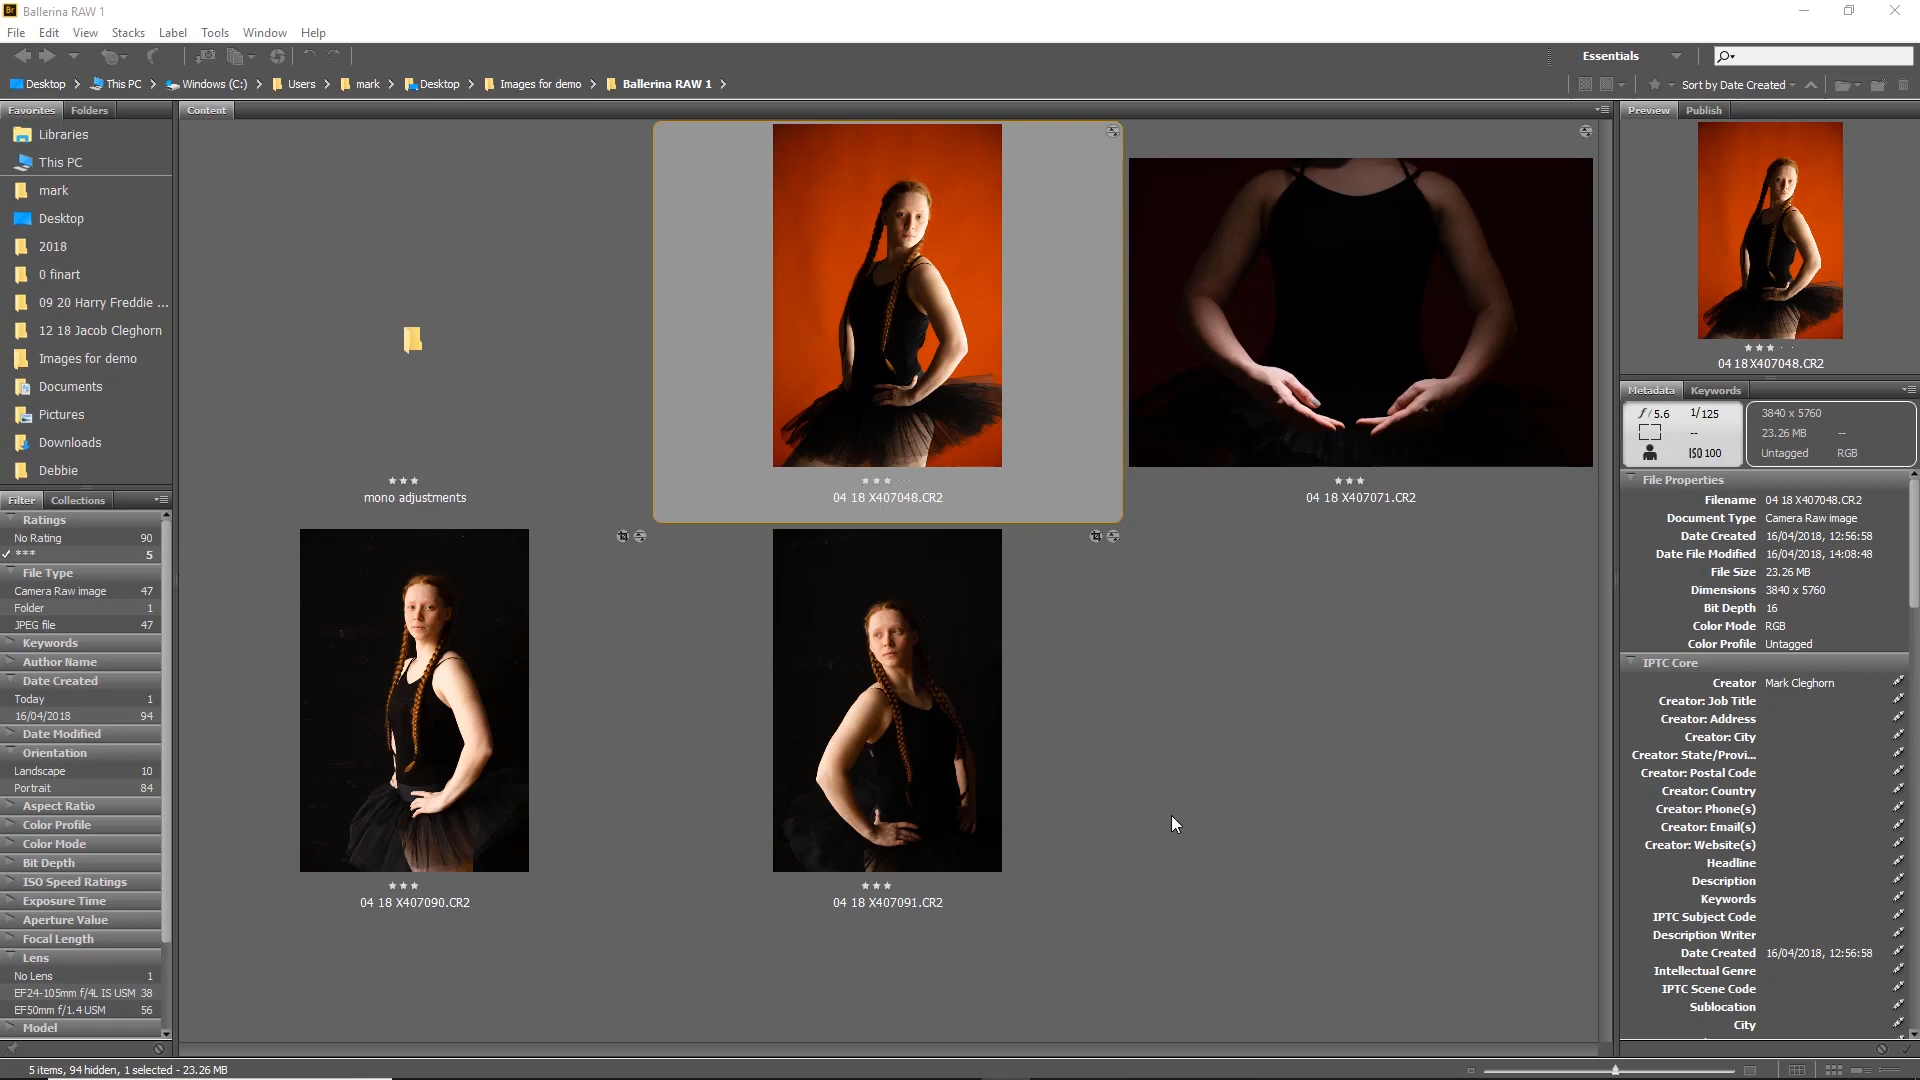 Br Ballerina RAW 1
File Edit View Stacks Label Tools Window Help
Essentials
Desktop This PC Windows (C:) Users mark Desktop Images for demo Ballerina RAW 1
Sort by Date Created
Favorites Folders
Libraries
This PC
mark
Desktop
2018
0 finart
09 20 Harry Freddie ...
12 18 Jacob Cleghorn
Images for demo
Documents
Pictures
Downloads
Debbie
Filter Collections
Ratings
No Rating 90
*** 5
File Type
Camera Raw image 47
Folder 1
JPEG file 47
Keywords
Author Name
Date Created
Today 1
16/04/2018 94
Date Modified
Orientation
Landscape 10
Portrait 84
Aspect Ratio
Color Profile
Color Mode
Bit Depth
ISO Speed Ratings
Exposure Time
Aperture Value
Focal Length
Lens
No Lens 1
EF24-105mm f/4L IS USM 38
EF50mm f/1.4 USM 56
Model
Content
mono adjustments
04 18 X407048.CR2
04 18 X407071.CR2
04 18 X407090.CR2
04 18 X407091.CR2
Preview Publish
04 18 X407048.CR2
Metadata Keywords
f/5.6 1/125
--
ISO 100
3840 x 5760
23.26 MB --
Untagged RGB
File Properties
Filename 04 18 X407048.CR2
Document Type Camera Raw image
Date Created 16/04/2018, 12:56:58
Date File Modified 16/04/2018, 14:08:48
File Size 23.26 MB
Dimensions 3840 x 5760
Bit Depth 16
Color Mode RGB
Color Profile Untagged
IPTC Core
Creator Mark Cleghorn
Creator: Job Title
Creator: Address
Creator: City
Creator: State/Provi...
Creator: Postal Code
Creator: Country
Creator: Phone(s)
Creator: Email(s)
Creator: Website(s)
Headline
Description
Keywords
IPTC Subject Code
Description Writer
Date Created 16/04/2018, 12:56:58
Intellectual Genre
IPTC Scene Code
Sublocation
City
5 items, 94 hidden, 1 selected - 23.26 MB